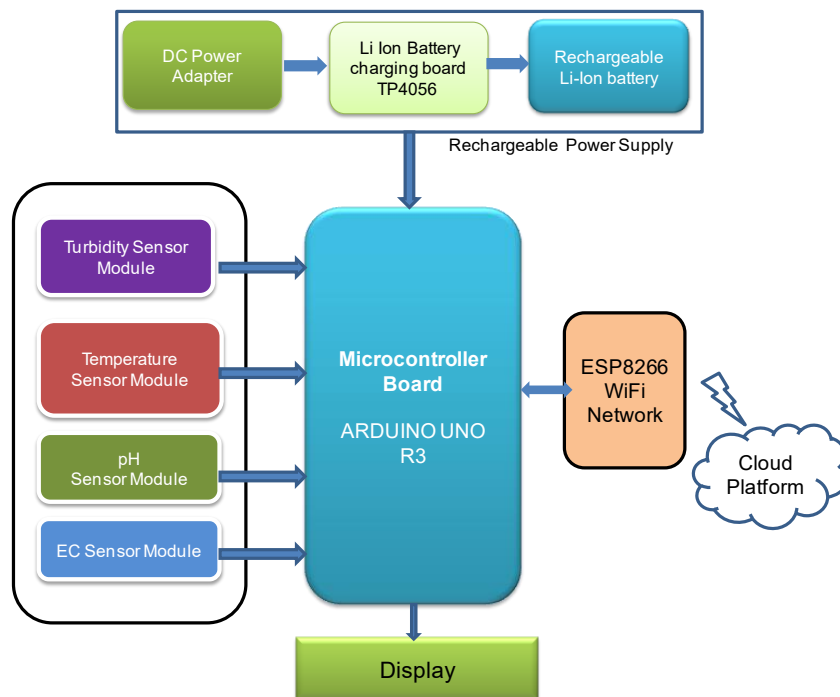 DC Power
Adapter
Li Ion Battery
charging board
TP4056
Rechargeable
Li-Ion battery
Rechargeable Power Supply
Turbidity Sensor
Module
Temperature
Sensor Module
pH
Sensor Module
EC Sensor Module
Microcontroller
Board
ARDUINO UNO
R3
ESP8266
WiFi
Network
Cloud
Platform
Display